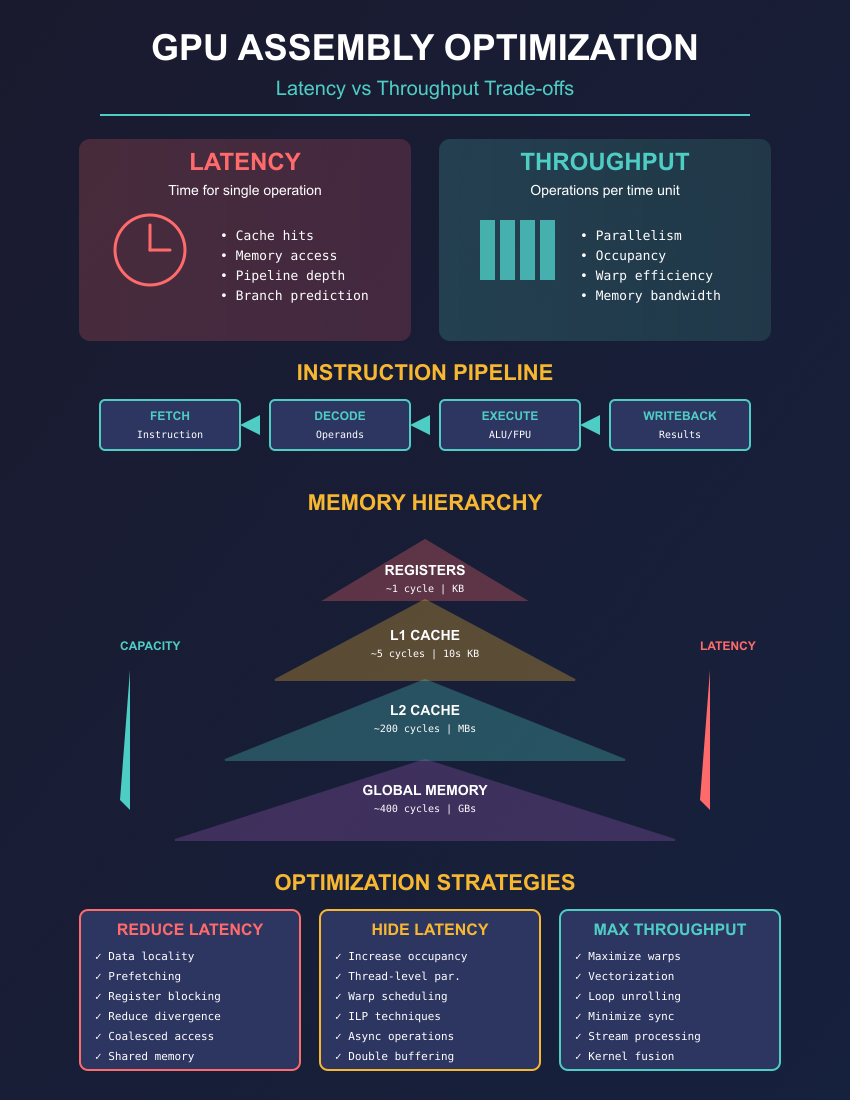 GPU ASSEMBLY OPTIMIZATION
Latency vs Throughput Trade-offs
LATENCY
Time for single operation
• Cache hits
• Memory access
• Pipeline depth
• Branch prediction
THROUGHPUT
Operations per time unit
• Parallelism
• Occupancy
• Warp efficiency
• Memory bandwidth
INSTRUCTION PIPELINE
FETCH
Instruction
DECODE
Operands
EXECUTE
ALU/FPU
WRITEBACK
Results
MEMORY HIERARCHY
REGISTERS
~1 cycle | KB
L1 CACHE
~5 cycles | 10s KB
CAPACITY
LATENCY
L2 CACHE
~200 cycles | MBs
GLOBAL MEMORY
~400 cycles | GBs
OPTIMIZATION STRATEGIES
REDUCE LATENCY
✓ Data locality
✓ Prefetching
✓ Register blocking
✓ Reduce divergence
✓ Coalesced access
✓ Shared memory
HIDE LATENCY
✓ Increase occupancy
✓ Thread-level par.
✓ Warp scheduling
✓ ILP techniques
✓ Async operations
✓ Double buffering
MAX THROUGHPUT
✓ Maximize warps
✓ Vectorization
✓ Loop unrolling
✓ Minimize sync
✓ Stream processing
✓ Kernel fusion